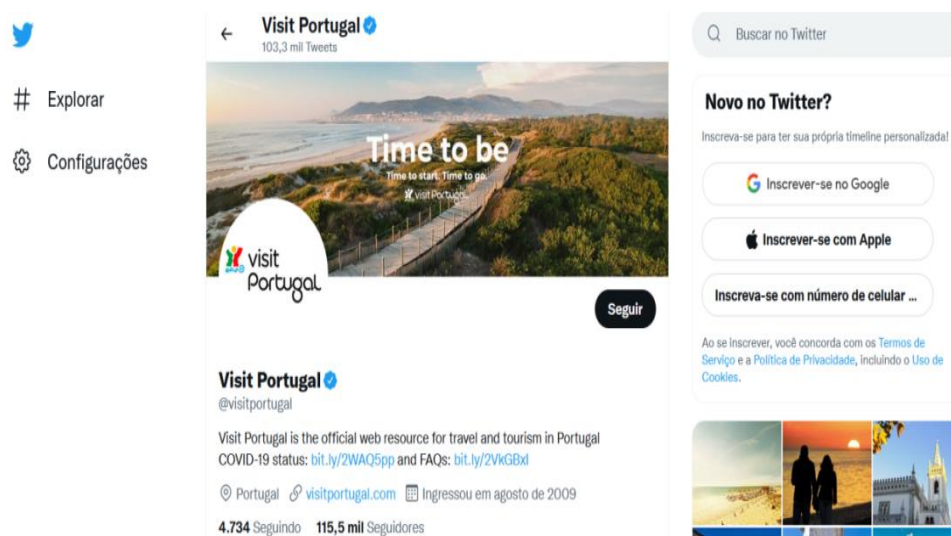 Explorar
Configurações
Visit Portugal
103,3 mil Tweets
Time to be
Time to start. Time to go.
visit Portugal
visit
Portugal
Seguir
Visit Portugal
@visitportugal
Visit Portugal is the official web resource for travel and tourism in Portugal
COVID-19 status: bit.ly/2WAQ5pp and FAQs: bit.ly/2VkGBxl
Portugal visitportugal.com Ingressou em agosto de 2009
4.734 Seguindo 115,5 mil Seguidores
Buscar no Twitter
Novo no Twitter?
Inscreva-se para ter sua própria timeline personalizada!
Inscrever-se no Google
Inscrever-se com Apple
Inscreva-se com número de celular ...
Ao se inscrever, você concorda com os Termos de
Serviço e a Política de Privacidade, incluindo o Uso de
Cookies.